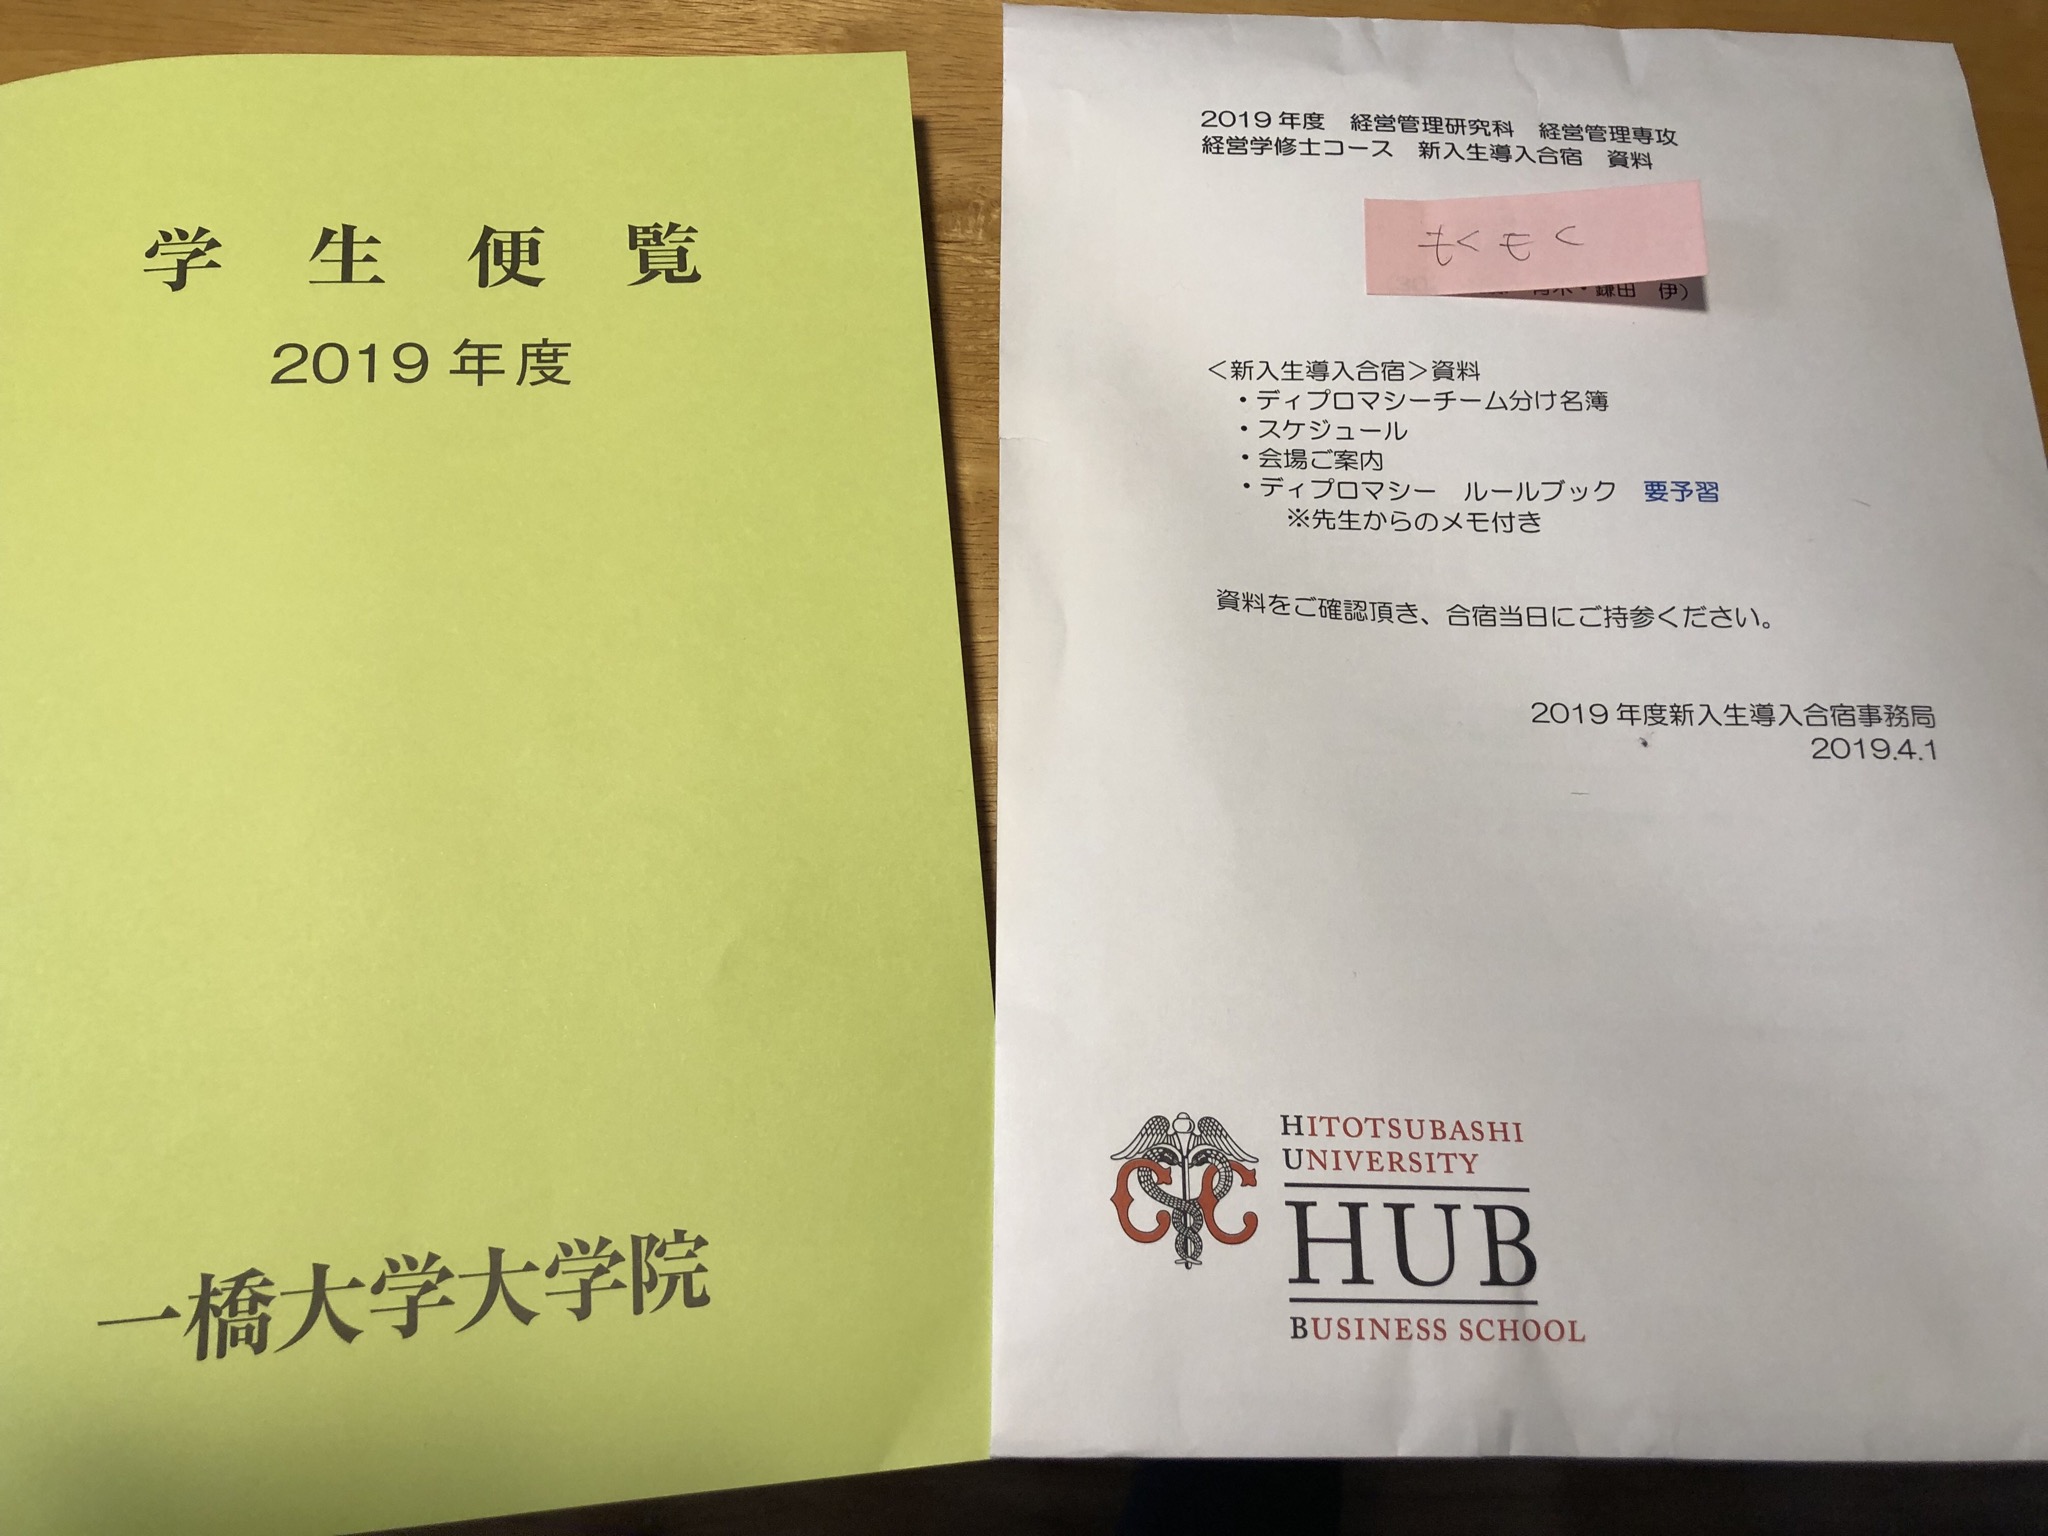 学生便覧
2019年度
一橋大学大学院
2019年度 経営管理研究科 経営管理専攻
経営学修士コース 新入生導入合宿 資料
もくもく
・鎌田 伊）
＜新入生導入合宿＞資料
・ディプロマシーチーム分け名簿
・スケジュール
・会場ご案内
・ディプロマシー ルールブック 要予習
※先生からのメモ付き
資料をご確認頂き、合宿当日にご持参ください。
2019年度新入生導入合宿事務局
2019.4.1
HITOTSUBASHI
UNIVERSITY
HUB
BUSINESS SCHOOL
CC